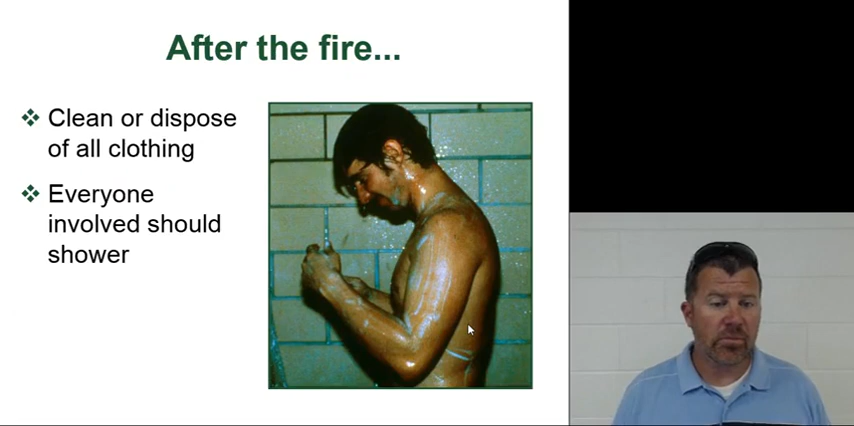 After the fire...
Clean or dispose
of all clothing
Everyone
involved should
shower